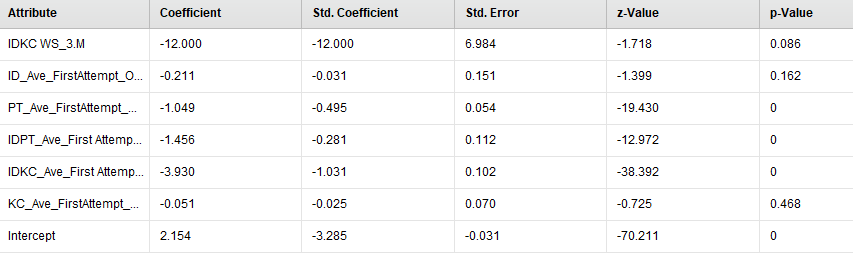 Attribute Coefficient Std. Coefficient Std. Error z-Value p-Value
IDKC WS_3.M -12.000 -12.000 6.984 -1.718 0.086
ID_Ave_FirstAttempt_O... -0.211 -0.031 0.151 -1.399 0.162
PT_Ave_FirstAttempt_... -1.049 -0.495 0.054 -19.430 0
IDPT_Ave_First Attemp... -1.456 -0.281 0.112 -12.972 0
IDKC_Ave_First Attemp... -3.930 -1.031 0.102 -38.392 0
KC_Ave_FirstAttempt_... -0.051 -0.025 0.070 -0.725 0.468
Intercept 2.154 -3.285 -0.031 -70.211 0